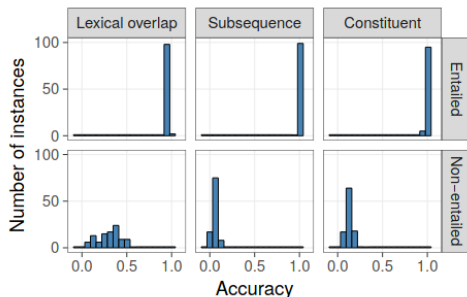 Lexical overlap Subsequence Constituent
Number of instances
100
50
0
Entailed
100
50
0
Non-entailed
0.0 0.5 1.0 0.0 0.5 1.0 0.0 0.5 1.0
Accuracy